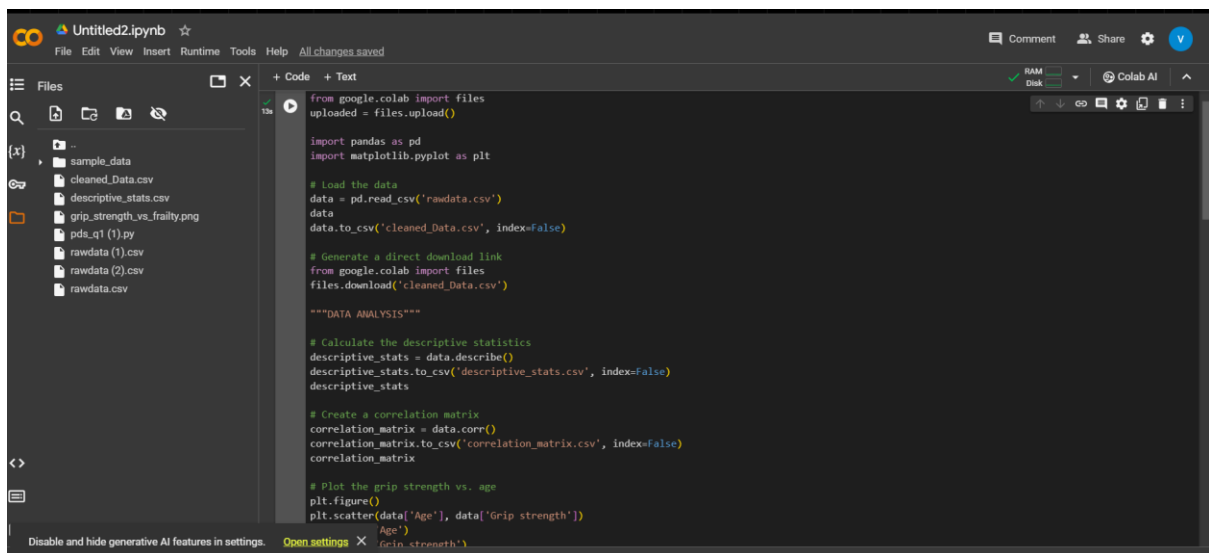 CO Untitled2.ipynb
File Edit View Insert Runtime Tools Help All changes saved
Comment Share V
Files
+ Code + Text
RAM
Disk
Colab AI
{x}
..
sample_data
cleaned_Data.csv
descriptive_stats.csv
grip_strength_vs_frailty.png
pds_q1 (1).py
rawdata (1).csv
rawdata (2).csv
rawdata.csv
13s
from google.colab import files
uploaded = files.upload()
import pandas as pd
import matplotlib.pyplot as plt
# Load the data
data = pd.read_csv('rawdata.csv')
data
data.to_csv('cleaned_Data.csv', index=False)
# Generate a direct download link
from google.colab import files
files.download('cleaned_Data.csv')
"""DATA ANALYSIS"""
# Calculate the descriptive statistics
descriptive_stats = data.describe()
descriptive_stats.to_csv('descriptive_stats.csv', index=False)
descriptive_stats
# Create a correlation matrix
correlation_matrix = data.corr()
correlation_matrix.to_csv('correlation_matrix.csv', index=False)
correlation_matrix
# Plot the grip strength vs. age
plt.figure()
plt.scatter(data['Age'], data['Grip strength'])
Age')
Grip strength')
Disable and hide generative AI features in settings. Open settings